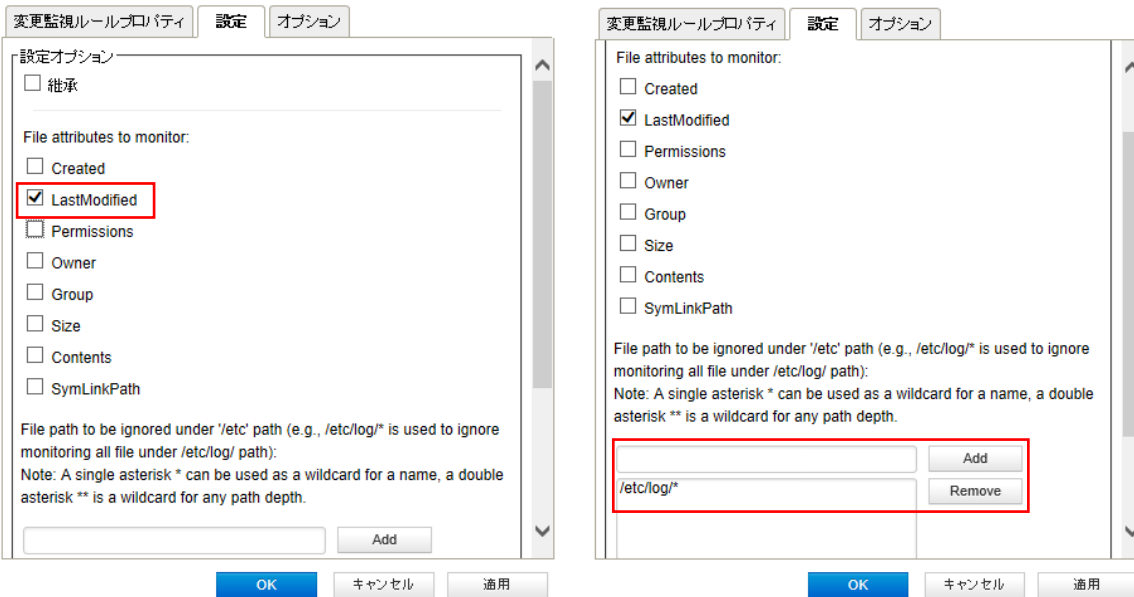 変更監視ルールプロパティ 設定 オプション
設定オプション
継承
File attributes to monitor:
Created
LastModified
Permissions
Owner
Group
Size
Contents
SymLinkPath
File path to be ignored under '/etc' path (e.g., /etc/log/* is used to ignore
monitoring all file under /etc/log/ path):
Note: A single asterisk * can be used as a wildcard for a name, a double
asterisk ** is a wildcard for any path depth.
Add
OK キャンセル 適用
変更監視ルールプロパティ 設定 オプション
File attributes to monitor:
Created
LastModified
Permissions
Owner
Group
Size
Contents
SymLinkPath
File path to be ignored under '/etc' path (e.g., /etc/log/* is used to ignore
monitoring all file under /etc/log/ path):
Note: A single asterisk * can be used as a wildcard for a name, a double
asterisk ** is a wildcard for any path depth.
Add
/etc/log/* Remove
OK キャンセル 適用